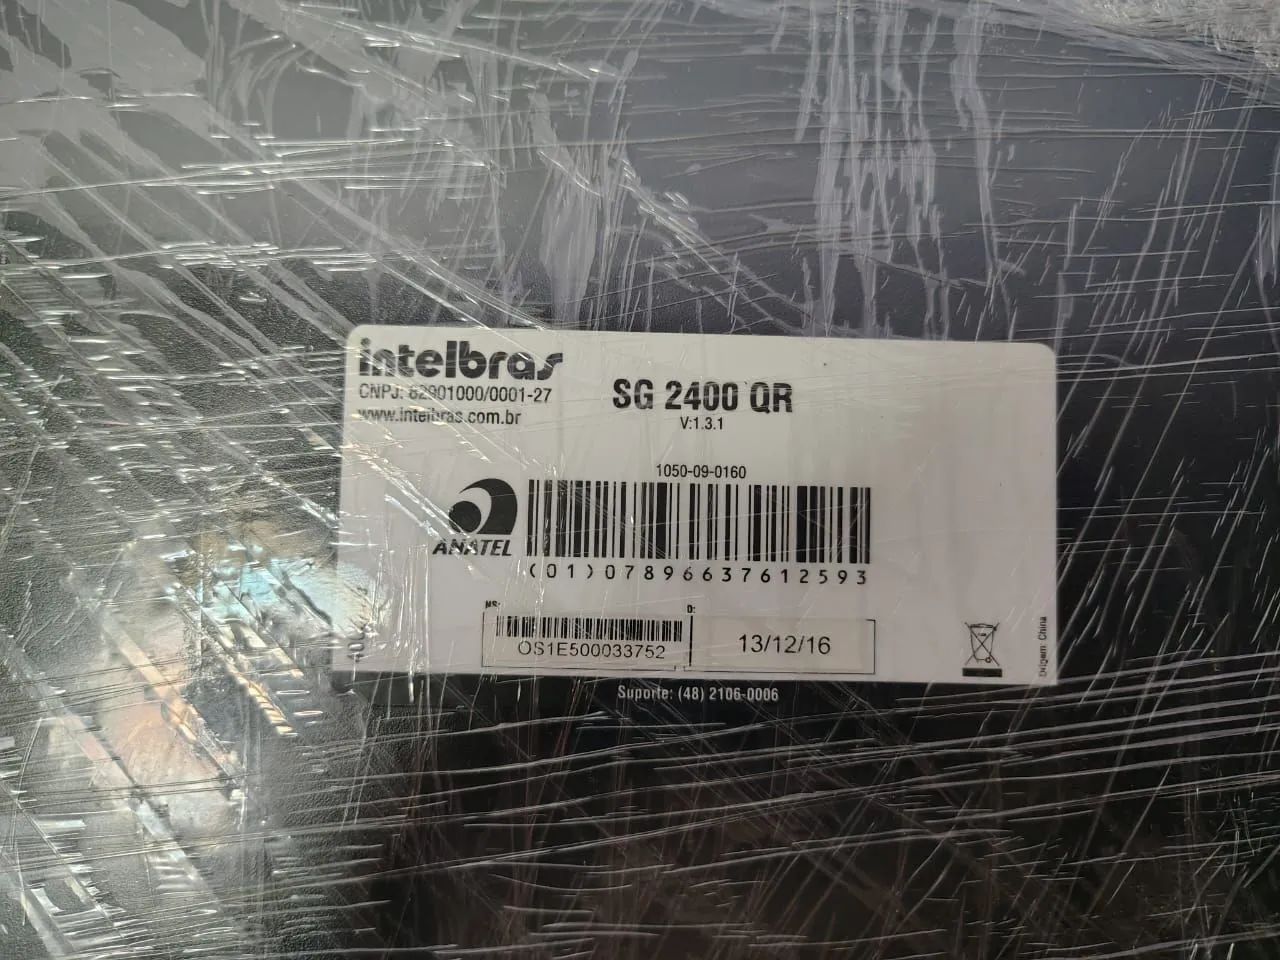 intelbras
CNPJ: 82901000/0001-27
www.intelbras.com.br
SG 2400 QR
V:1.3.1
1050-09-0160
ANATEL
(01)07896637612593
NS:
D:
OS1E500033752
13/12/16
Origem: China
Suporte: (48) 2106-0006